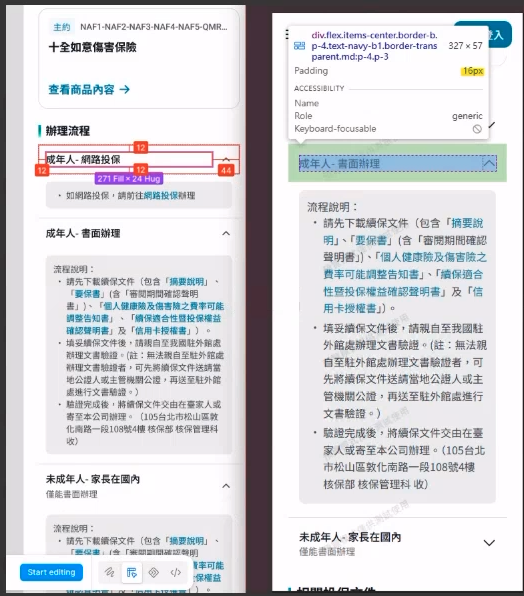 主約 NAF1-NAF2-NAF3-NAF4-NAF5-QMR...
十全如意傷害保險
查看商品內容 →
辦理流程
12
成年人- 網路投保
12
12
44
271 Fill × 24 Hug
• 如網路投保，請前往網路投保辦理
成年人- 書面辦理
流程說明：
• 請先下載續保文件（包含「摘要說明」、
「要保書」(含「審閱期間確認聲明
書」)、「個人健康險及傷害險之費率可能
調整告知書」、「續保適合性暨投保權益
確認聲明書」及「信用卡授權書」）。
• 填妥續保文件後，請親自至我國駐外館處
辦理文書驗證。(註：無法親自至駐外館
辦理文書驗證者，可先將續保文件送請當
地公證人或主管機關公證，再送至駐外館
處進行文書驗證。)
• 驗證完成後，將續保文件交由在臺家人或
寄至本公司辦理。（105台北市松山區敦
化南路一段108號4樓 核保部 核保管理科
收）
未成年人- 家長在國內
僅能書面辦理
流程說明：
• 請先下載續保文件（包含「摘要說明」、
「要保書」(含「審閱期間確認聲明
率可能
保權益
Start editing
登入
div.flex.items-center.border-b.
p-4.text-navy-b1.border-trans
parent.md:p-4.p-3
327 × 57
Padding 16px
ACCESSIBILITY
Name
Role generic
Keyboard-focusable
成年人- 書面辦理
流程說明：
• 請先下載續保文件（包含「摘要說
明」、「要保書」(含「審閱期間確認
聲明書」)、「個人健康險及傷害險之
費率可能調整告知書」、「續保適合
性暨投保權益確認聲明書」及「信
用卡授權書」)。
• 填妥續保文件後，請親自至我國駐
外館處辦理文書驗證。(註：無法親
自至駐外館處辦理文書驗證者，可
先將續保文件送請當地公證人或主
管機關公證，再送至駐外館處進行
文書驗證。)
• 驗證完成後，將續保文件交由在臺
家人或寄至本公司辦理。（105台北
市松山區敦化南路一段108號4樓
核保部 核保管理科 收）
未成年人- 家長在國內
僅能書面辦理